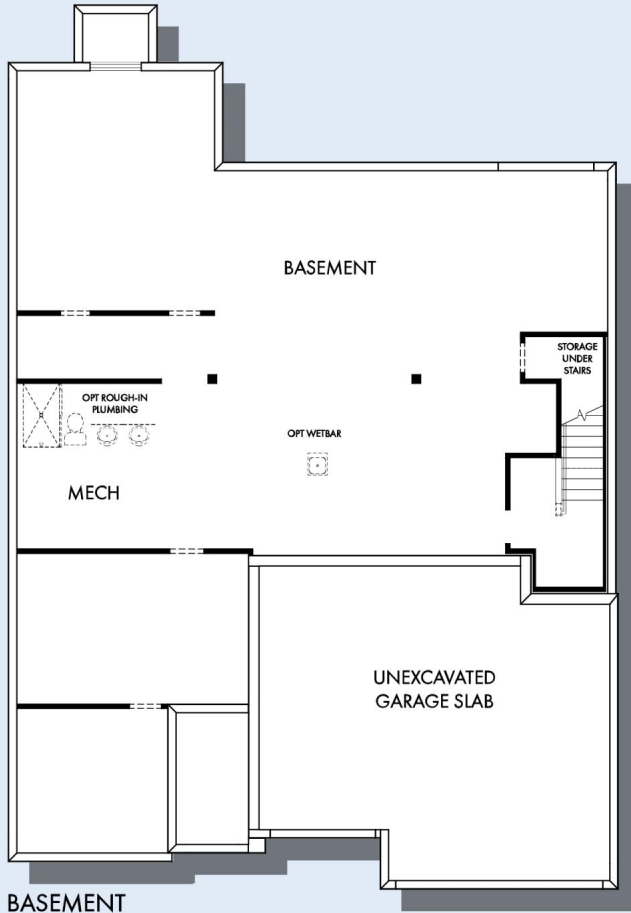 BASEMENT
STORAGE
UNDER
STAIRS
OPT ROUGH-IN
PLUMBING
OPT WETBAR
MECH
UNEXCAVATED
GARAGE SLAB
BASEMENT